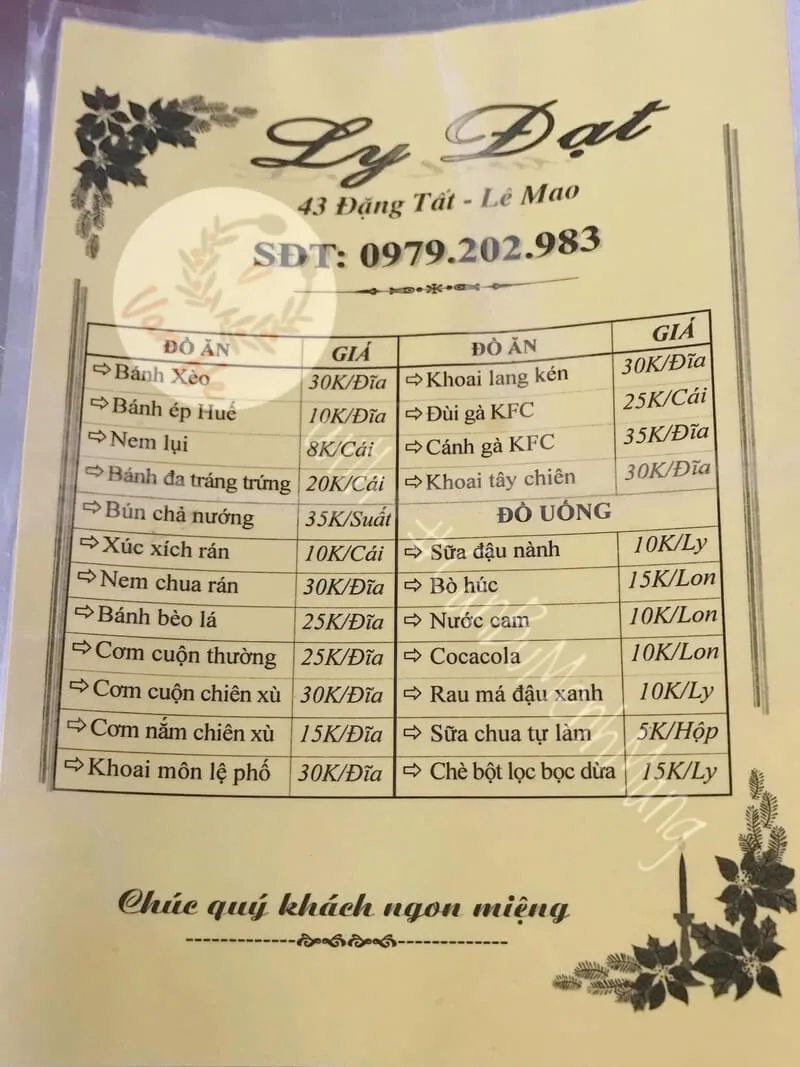 Ly Đạt
43 Đặng Tất - Lê Mao
SĐT: 0979.202.983
ĐỒ ĂN GIÁ
⇨Bánh Xèo 30K/Đĩa
⇨Bánh ép Huế 10K/Đĩa
⇨Nem lụi 8K/Cái
⇨Bánh đa tráng trứng 20K/Cái
⇨Bún chả nướng 35K/Suất
⇨Xúc xích rán 10K/Cái
⇨Nem chua rán 30K/Đĩa
⇨Bánh bèo lá 25K/Đĩa
⇨Cơm cuộn thường 25K/Đĩa
⇨Cơm cuộn chiên xù 30K/Đĩa
⇨Cơm nắm chiên xù 15K/Đĩa
⇨Khoai môn lệ phố 30K/Đĩa
ĐỒ ĂN GIÁ
⇨Khoai lang kén 30K/Đĩa
⇨Đùi gà KFC 25K/Cái
⇨Cánh gà KFC 35K/Đĩa
⇨Khoai tây chiên 30K/Đĩa
ĐỒ UỐNG
⇨ Sữa đậu nành 10K/Ly
⇨ Bò húc 15K/Lon
⇨ Nước cam 10K/Lon
⇨ Cocacola 10K/Lon
⇨ Rau má đậu xanh 10K/Ly
⇨ Sữa chua tự làm 5K/Hộp
⇨ Chè bột lọc bọc dừa 15K/Ly
Chúc quý khách ngon miệng